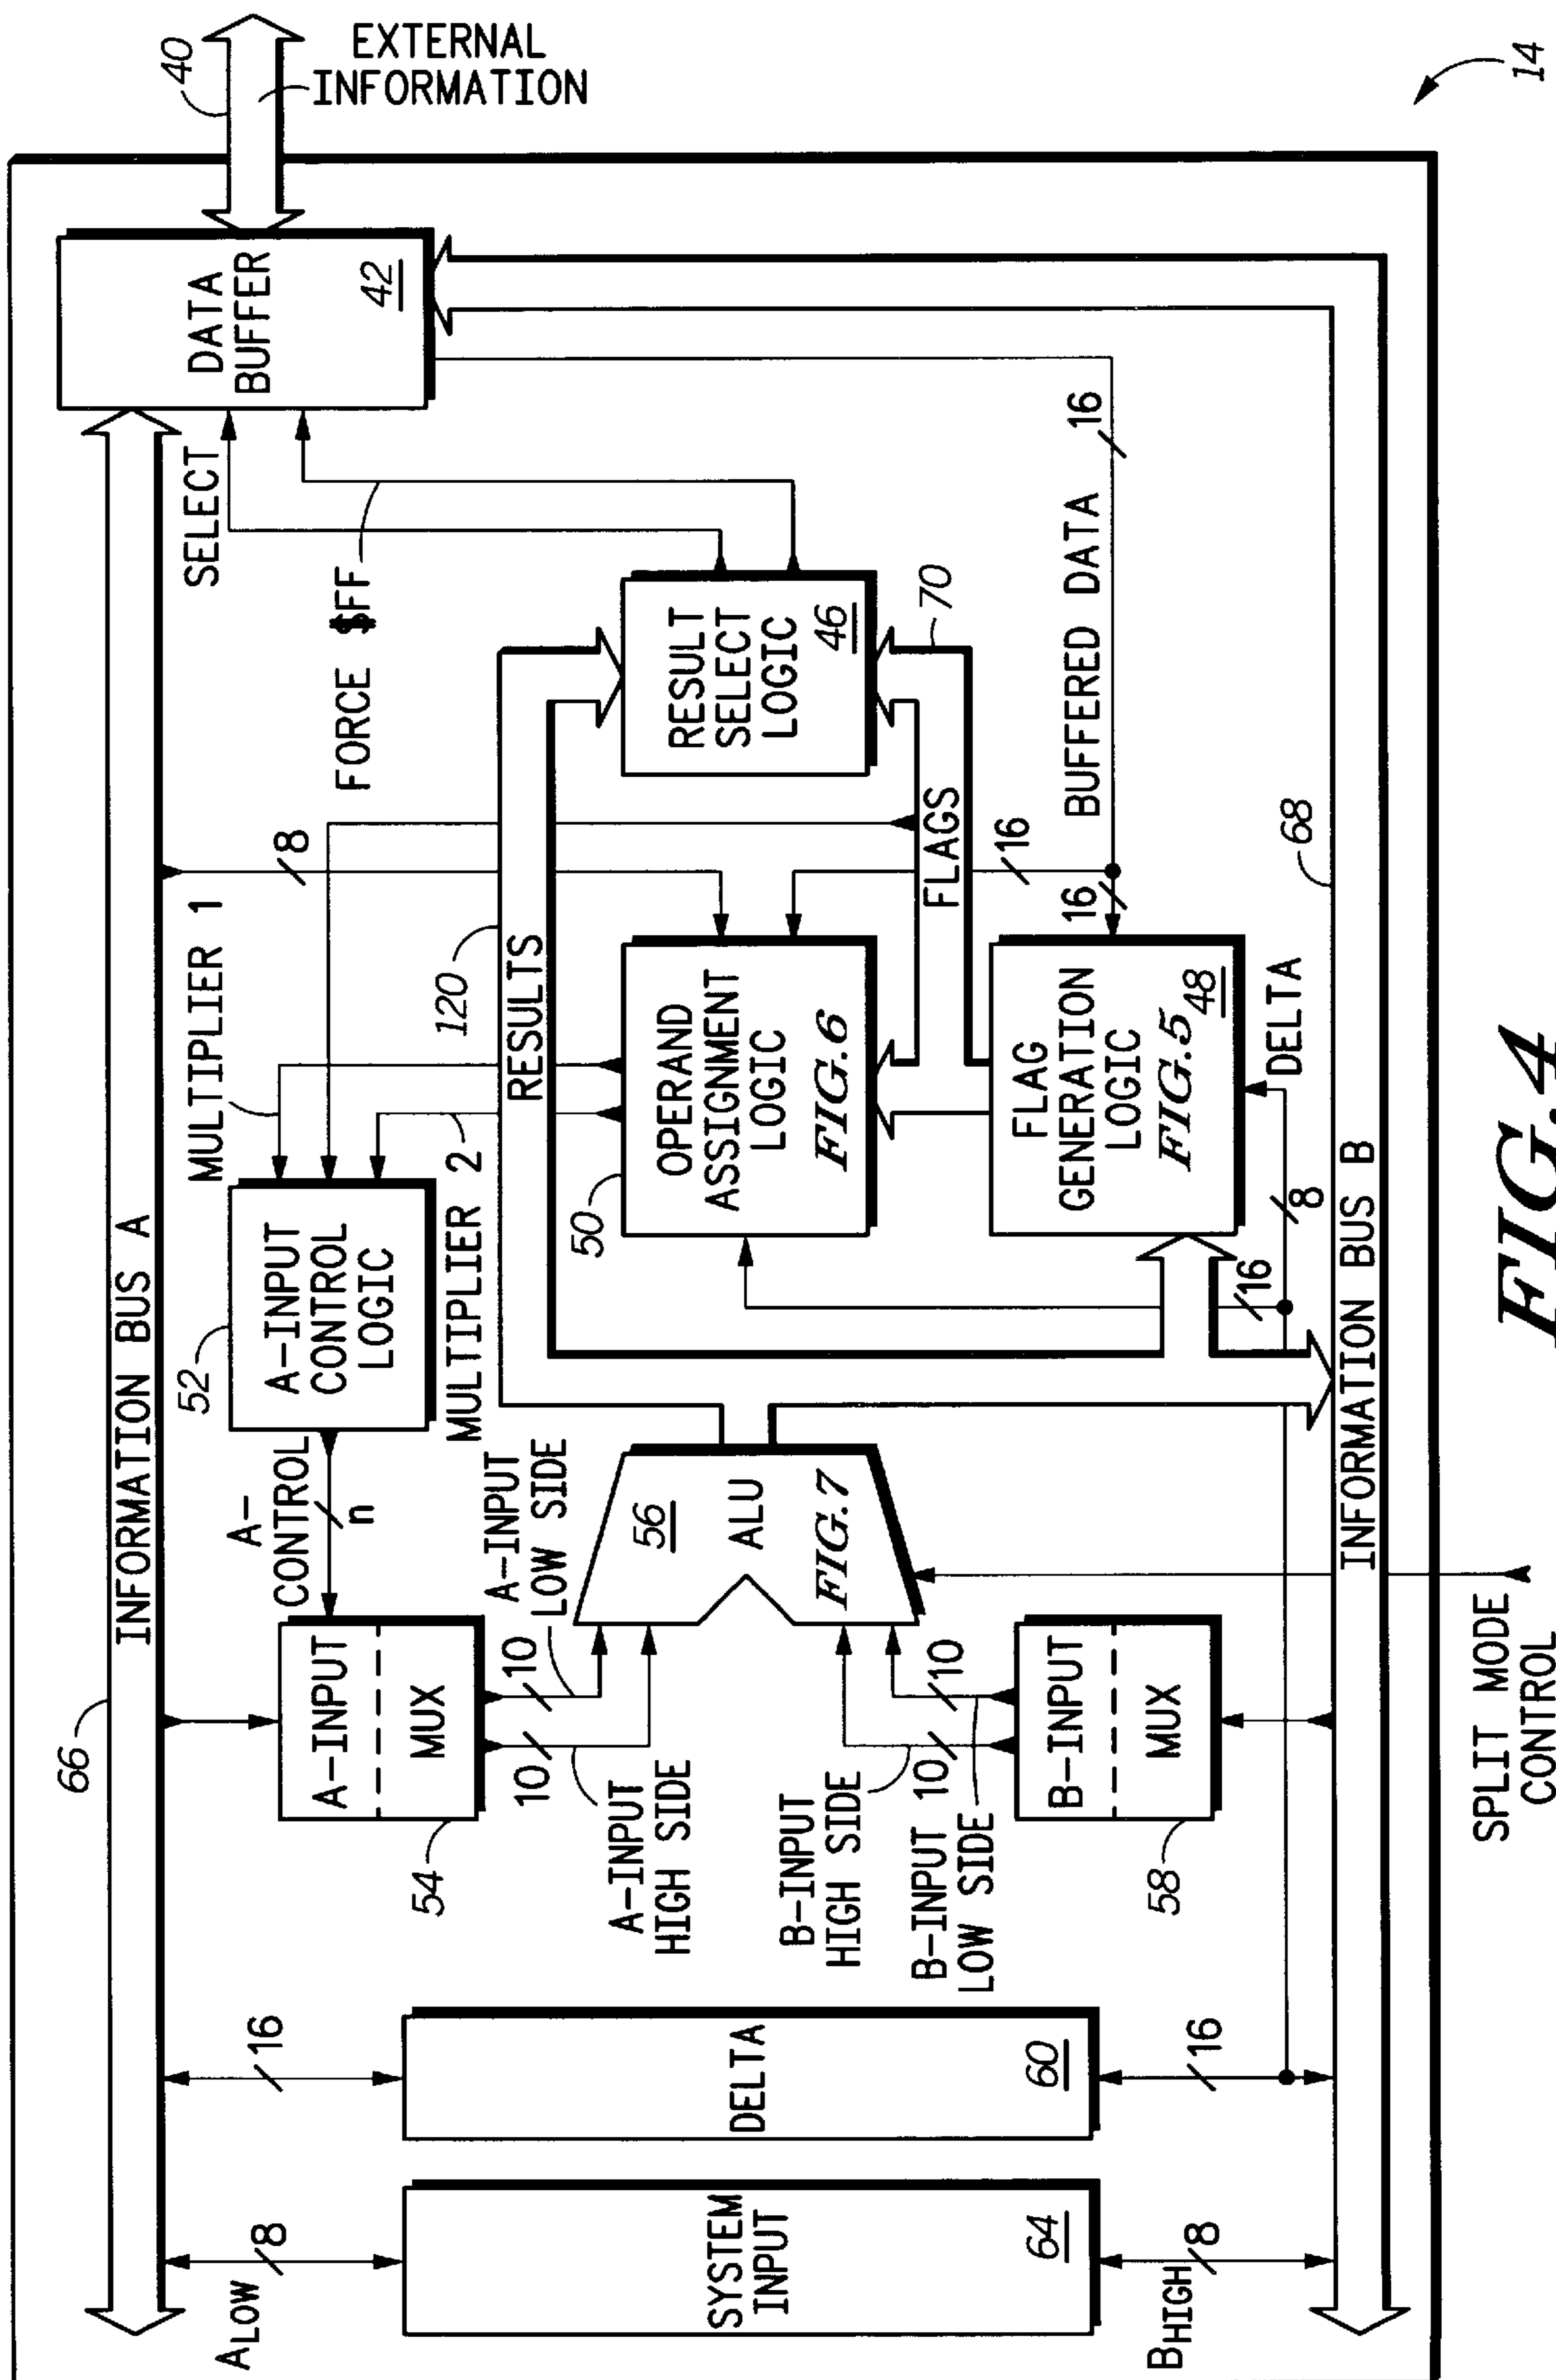 66
INFORMATION BUS A
52
A-INPUT
CONTROL
LOGIC
A-
CONTROL
n
MULTIPLIER 1
MULTIPLIER 2
8
SELECT
FORCE $FF
DATA
BUFFER
42
40
EXTERNAL
INFORMATION
ALOW
8
16
54
A-INPUT
MUX
10
10
A-INPUT
LOW SIDE
A-INPUT
HIGH SIDE
SYSTEM
INPUT
64
DELTA
60
56
ALU
FIG.7
120
RESULTS
50
OPERAND
ASSIGNMENT
LOGIC
FIG.6
RESULT
SELECT
LOGIC
46
70
FLAGS
B-INPUT
HIGH SIDE
B-INPUT
LOW SIDE
10
10
B-INPUT
MUX
58
FLAG
GENERATION
LOGIC
FIG.5
48
16
16
BUFFERED DATA
16
BHIGH
8
16
16
8
DELTA
68
INFORMATION BUS B
SPLIT MODE
CONTROL
14
FIG.4